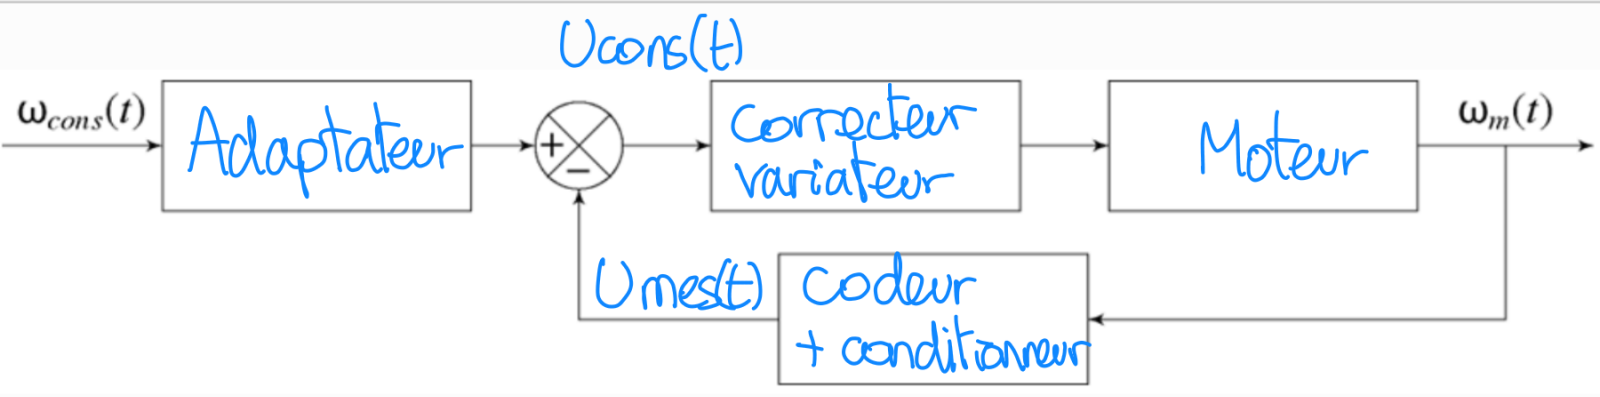 Ucons(t)
ωcons(t)
Adaptateur
+
−
correcteur
variateur
Moteur
ωm(t)
Umes(t)
codeur
+ conditionneur